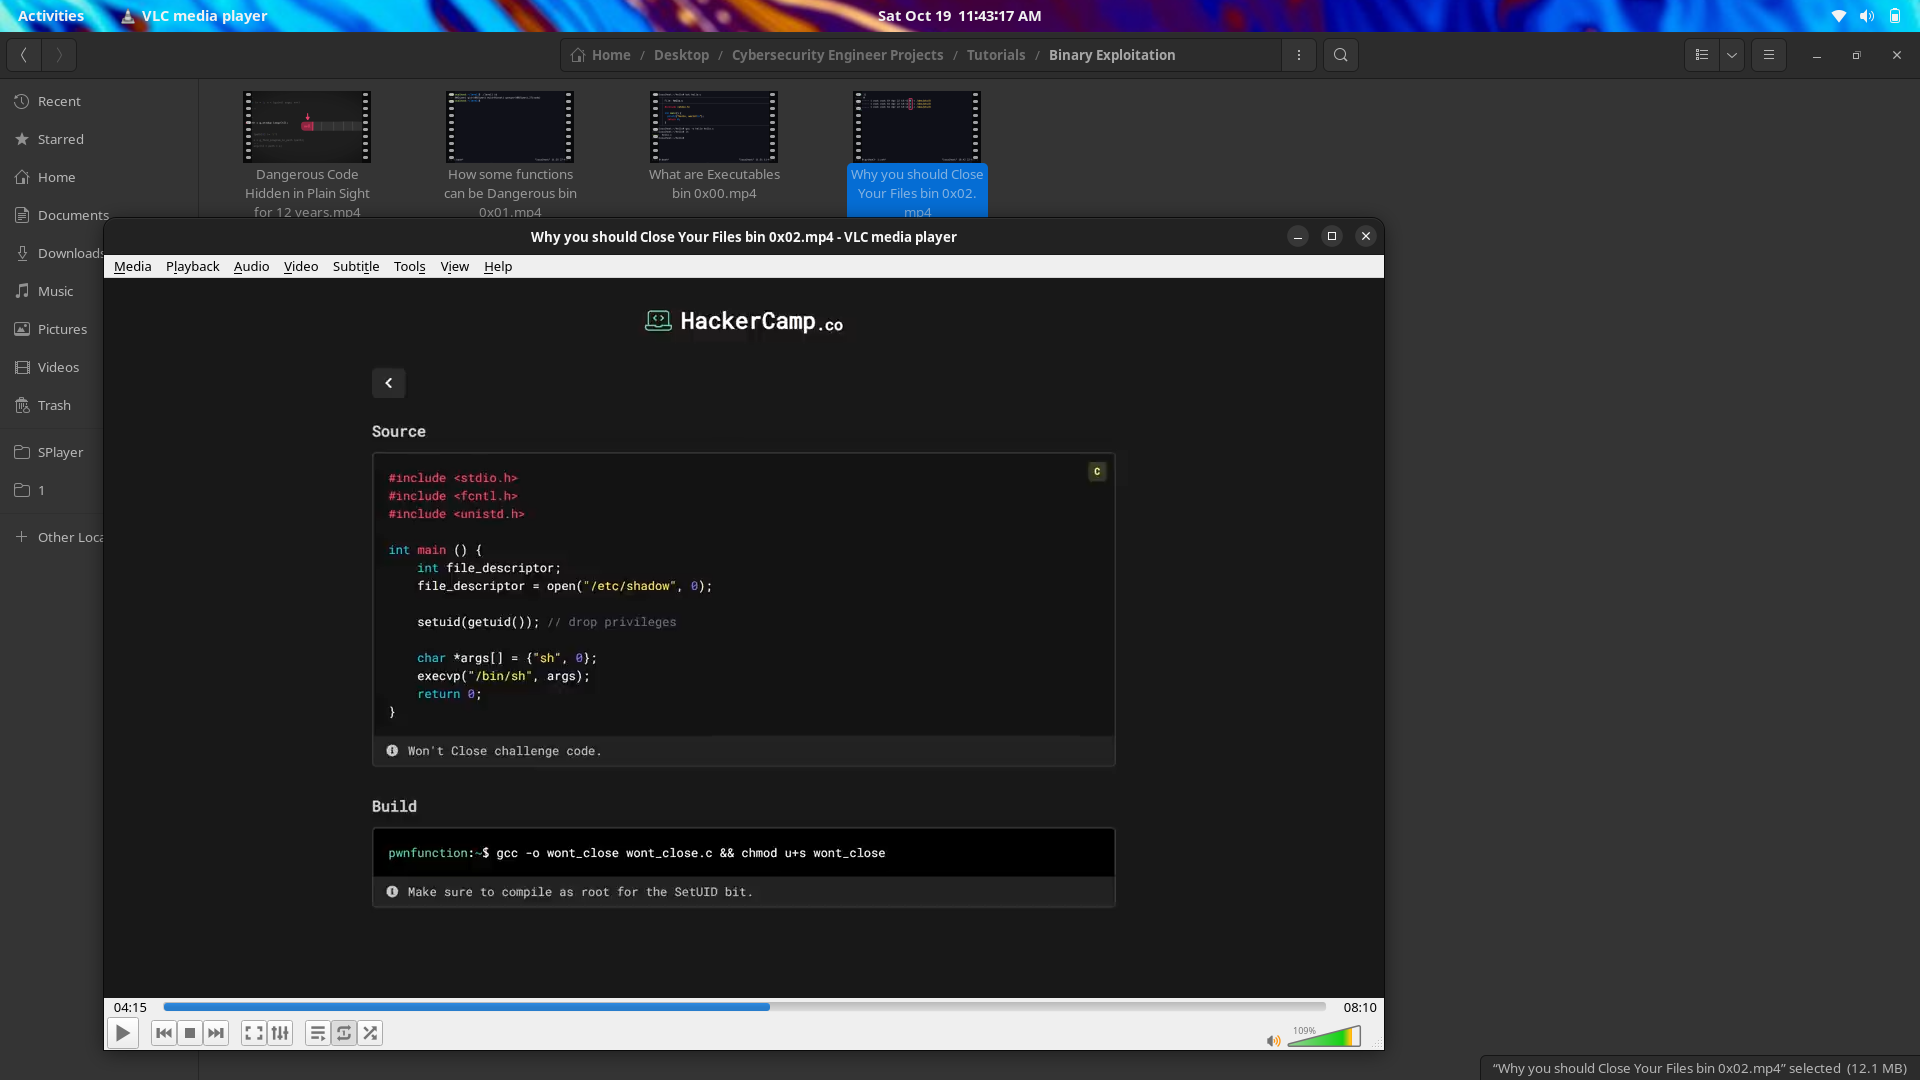 Activities
VLC media player
Sat Oct 19 11:43:17 AM
Home / Desktop / Cybersecurity Engineer Projects / Tutorials / Binary Exploitation
Recent
Starred
Home
Documents
Downloads
Music
Pictures
Videos
Trash
SPlayer
1
Other Loca
Dangerous Code
Hidden in Plain Sight
for 12 years.mp4
How some functions
can be Dangerous bin
0x01.mp4
What are Executables
bin 0x00.mp4
Why you should Close
Your Files bin 0x02.
mp4
Why you should Close Your Files bin 0x02.mp4 - VLC media player
Media Playback Audio Video Subtitle Tools View Help
HackerCamp.co
Source
C
#include <stdio.h>
#include <fcntl.h>
#include <unistd.h>
int main () {
int file_descriptor;
file_descriptor = open("/etc/shadow", 0);
setuid(getuid()); // drop privileges
char *args[] = {"sh", 0};
execvp("/bin/sh", args);
return 0;
}
Won't Close challenge code.
Build
pwnfunction:~$ gcc -o wont_close wont_close.c && chmod u+s wont_close
Make sure to compile as root for the SetUID bit.
04:15
08:10
109%
“Why you should Close Your Files bin 0x02.mp4” selected (12.1 MB)